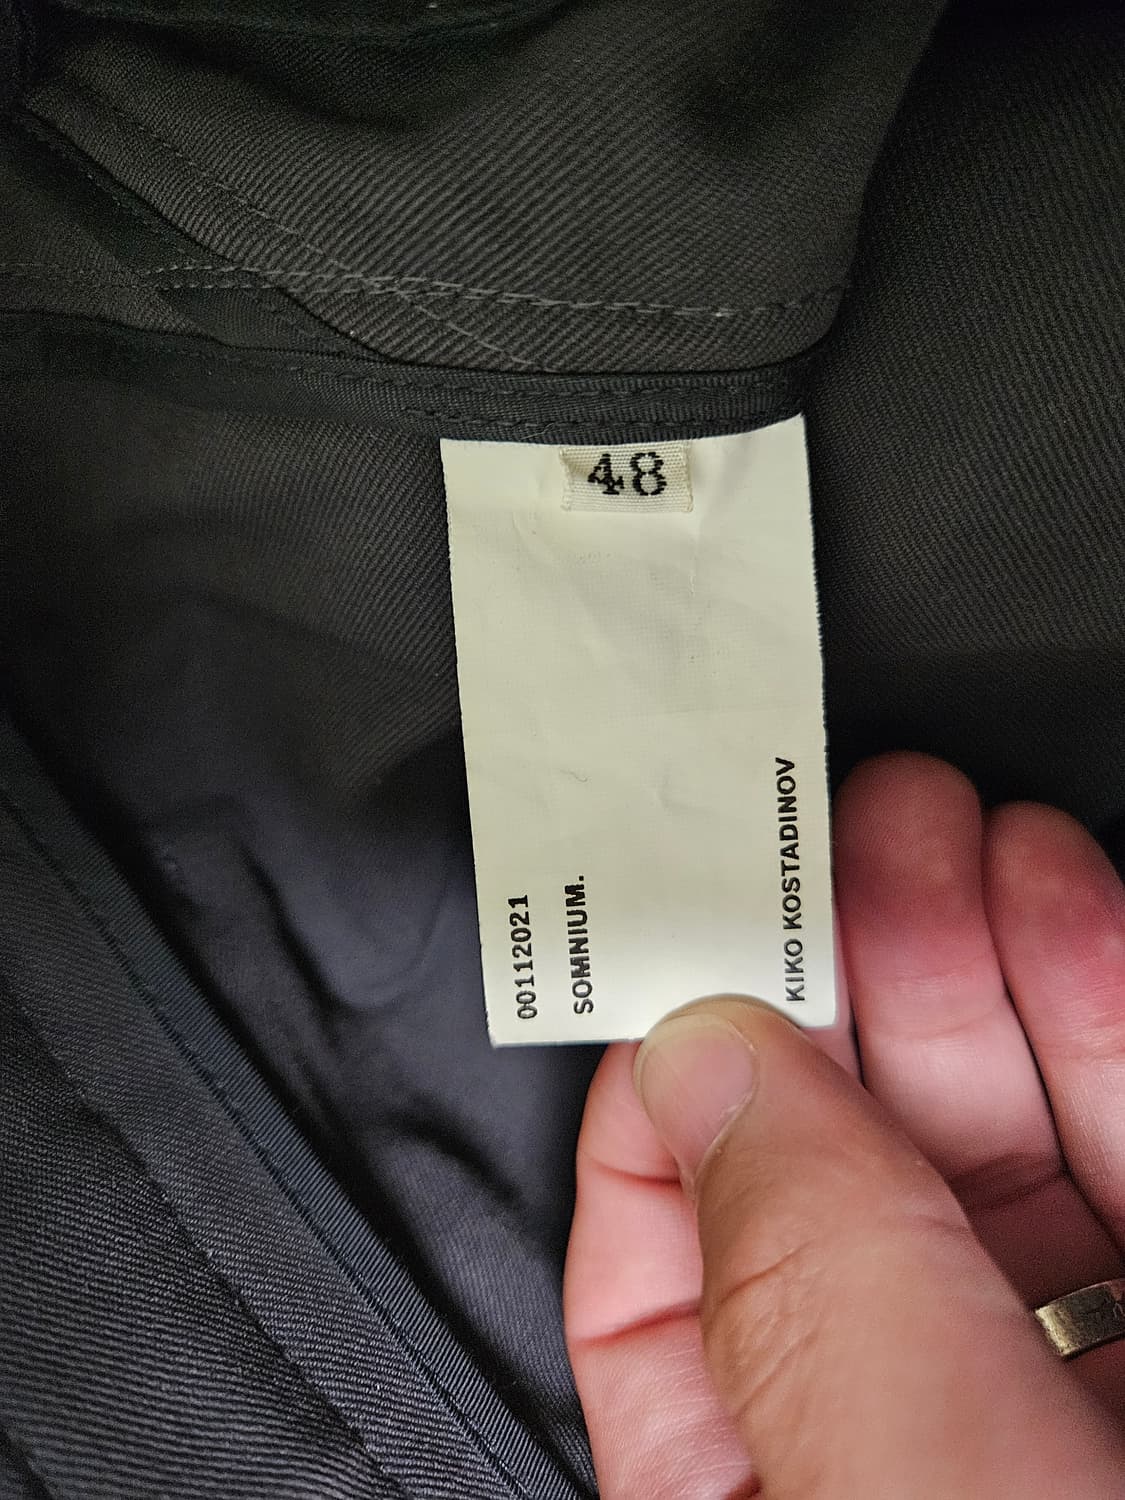 48
00112021
SOMNIUM.
KIKO KOSTADINOV